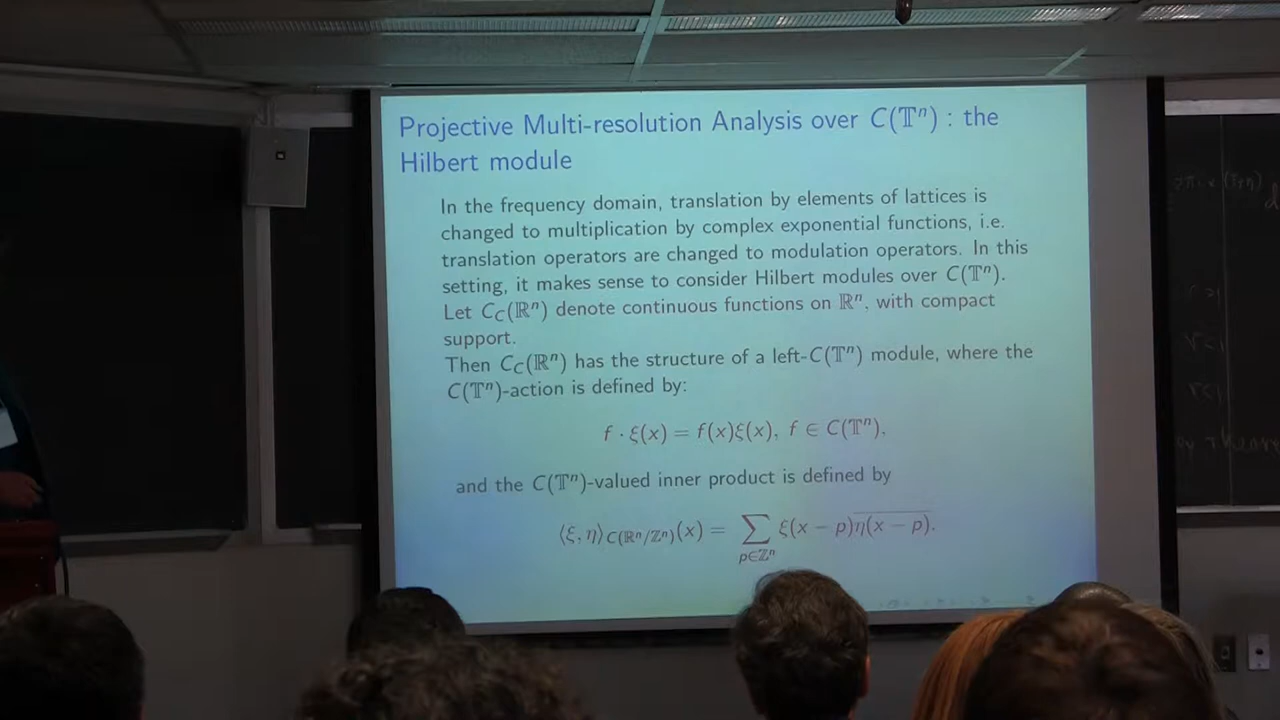 Projective Multi-resolution Analysis over C(𝕋ⁿ) : the
Hilbert module
In the frequency domain, translation by elements of lattices is
changed to multiplication by complex exponential functions, i.e.
translation operators are changed to modulation operators. In this
setting, it makes sense to consider Hilbert modules over C(𝕋ⁿ).
Let C_C(ℝⁿ) denote continuous functions on ℝⁿ, with compact
support.
Then C_C(ℝⁿ) has the structure of a left-C(𝕋ⁿ) module, where the
C(𝕋ⁿ)-action is defined by:
f · ξ(x) = f(x)ξ(x), f ∈ C(𝕋ⁿ),
and the C(𝕋ⁿ)-valued inner product is defined by
⟨ξ, η⟩_{C(ℝⁿ/ℤⁿ)}(x) = ∑_{p∈ℤⁿ} ξ(x − p)\overline{η(x − p)}.